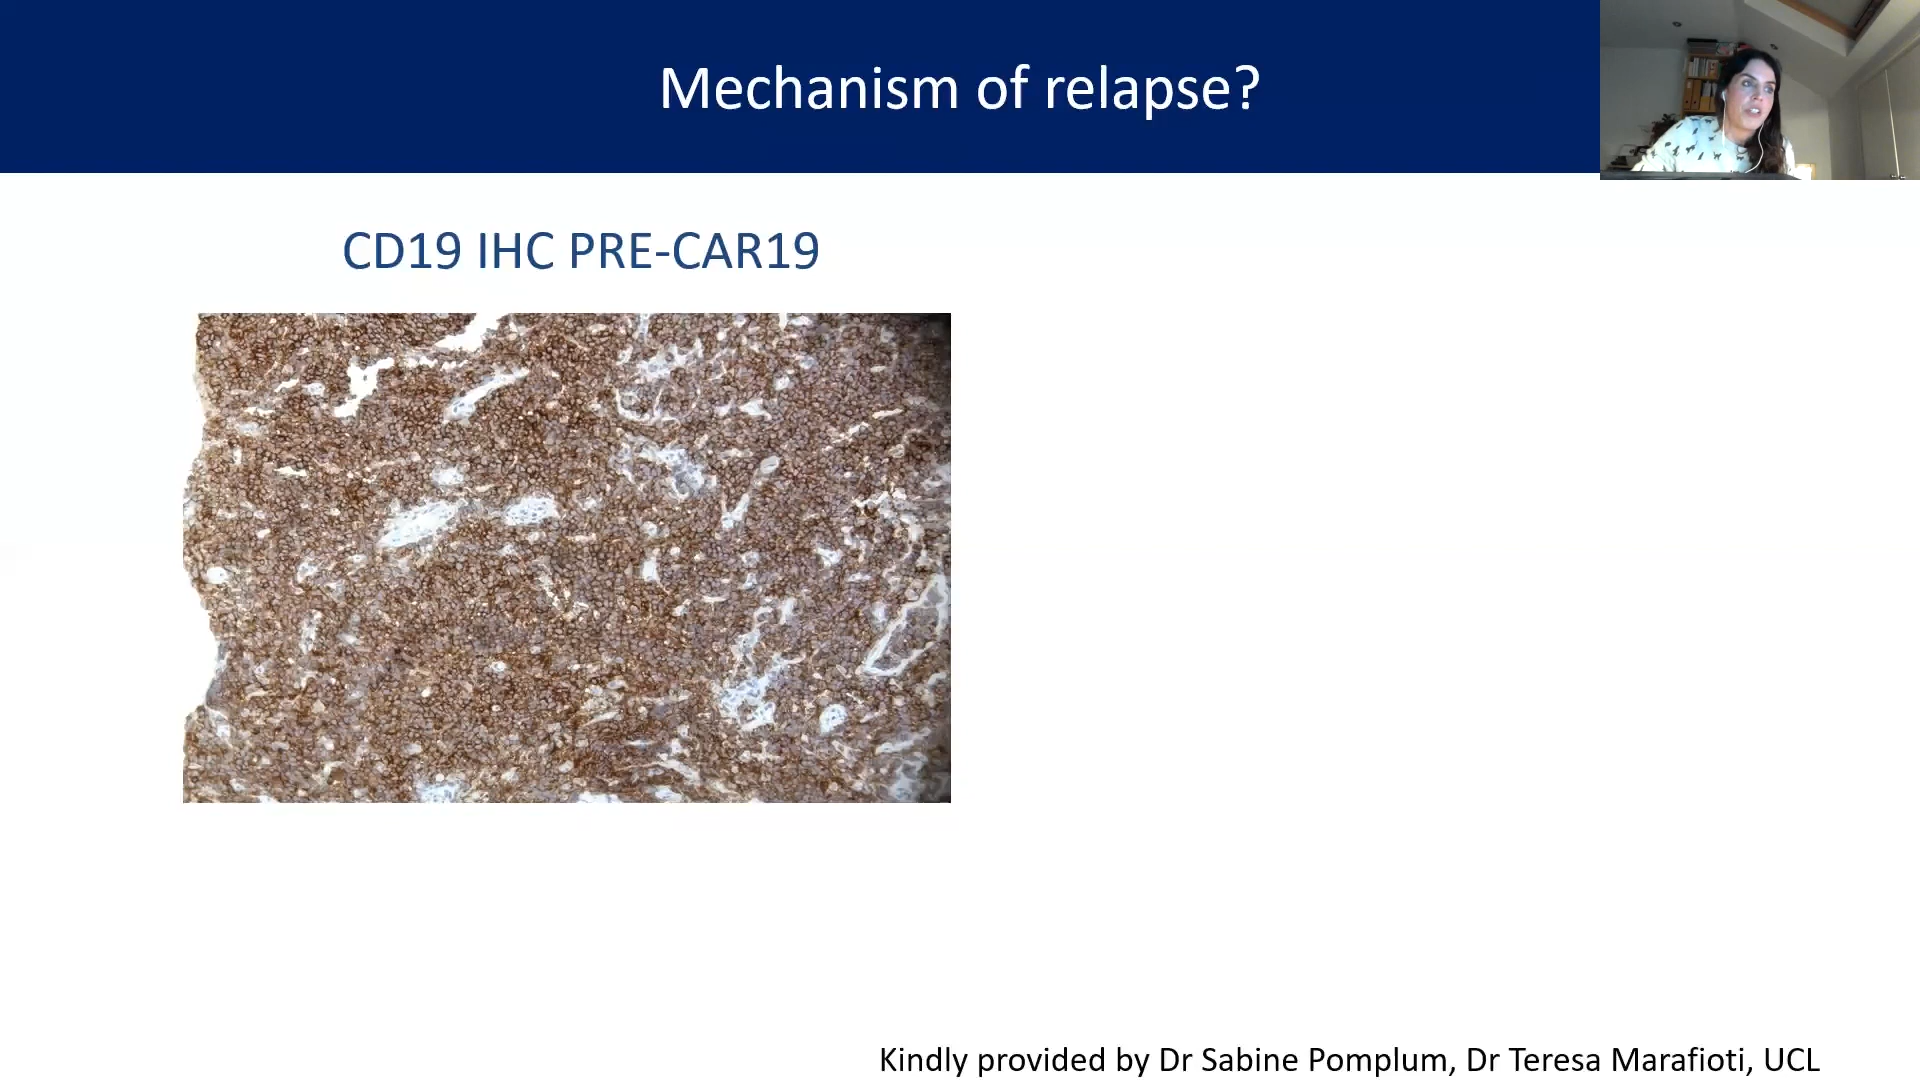 Mechanism of relapse?
CD19 IHC PRE-CAR19
Kindly provided by Dr Sabine Pomplum, Dr Teresa Marafioti, UCL